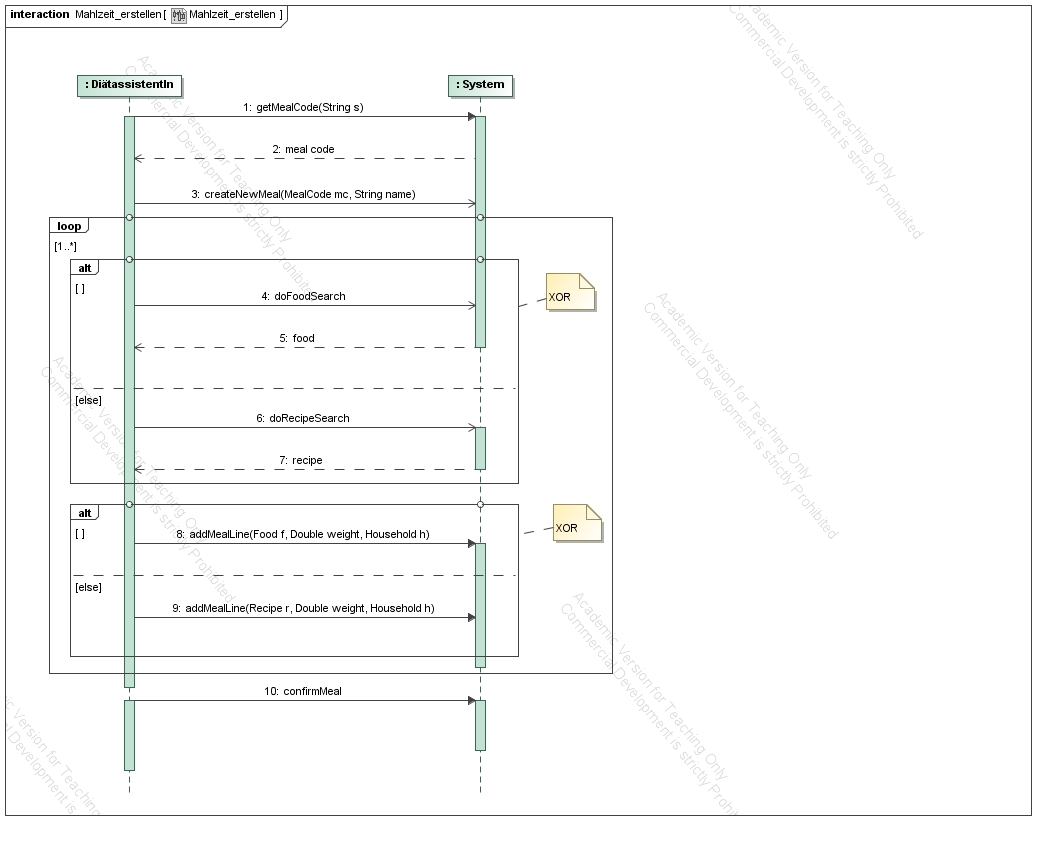 interaction Mahlzeit_erstellen[ Mahlzeit_erstellen ]
: DiätassistentIn
: System
1: getMealCode(String s)
2: meal code
3: createNewMeal(MealCode mc, String name)
loop
[1..*]
alt
[ ]
XOR
4: doFoodSearch
5: food
[else]
6: doRecipeSearch
7: recipe
alt
[ ]
XOR
8: addMealLine(Food f, Double weight, Household h)
[else]
9: addMealLine(Recipe r, Double weight, Household h)
10: confirmMeal
Academic Version for Teaching Only
Commercial Development is strictly Prohibited
Academic Version for Teaching Only
Commercial Development is strictly Prohibited
Academic Version for Teaching Only
Commercial Development is strictly Prohibited
Academic Version for Teaching Only
Commercial Development is strictly Prohibited
Academic Version for Teaching Only
Commercial Development is strictly Prohibited
Version for Teaching
Development is